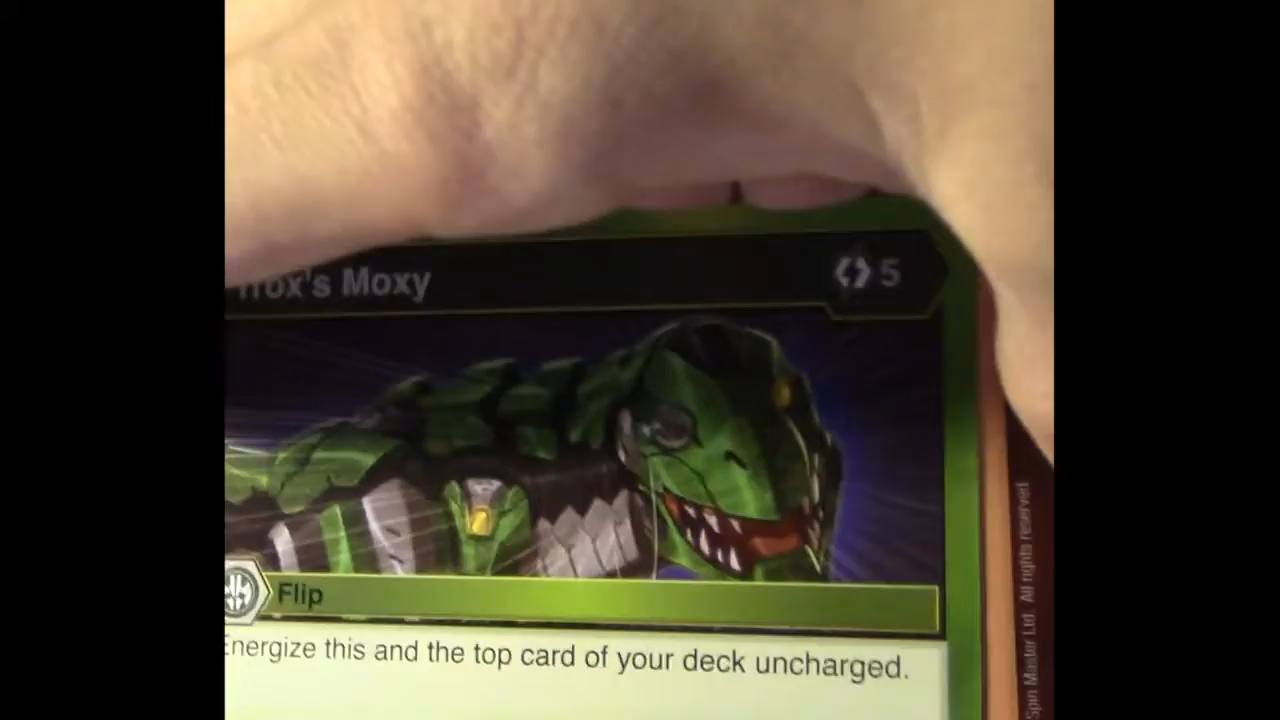 Moxy
5
Flip
Energize this and the top card of your deck uncharged.
Spin Master Ltd. All rights reserved